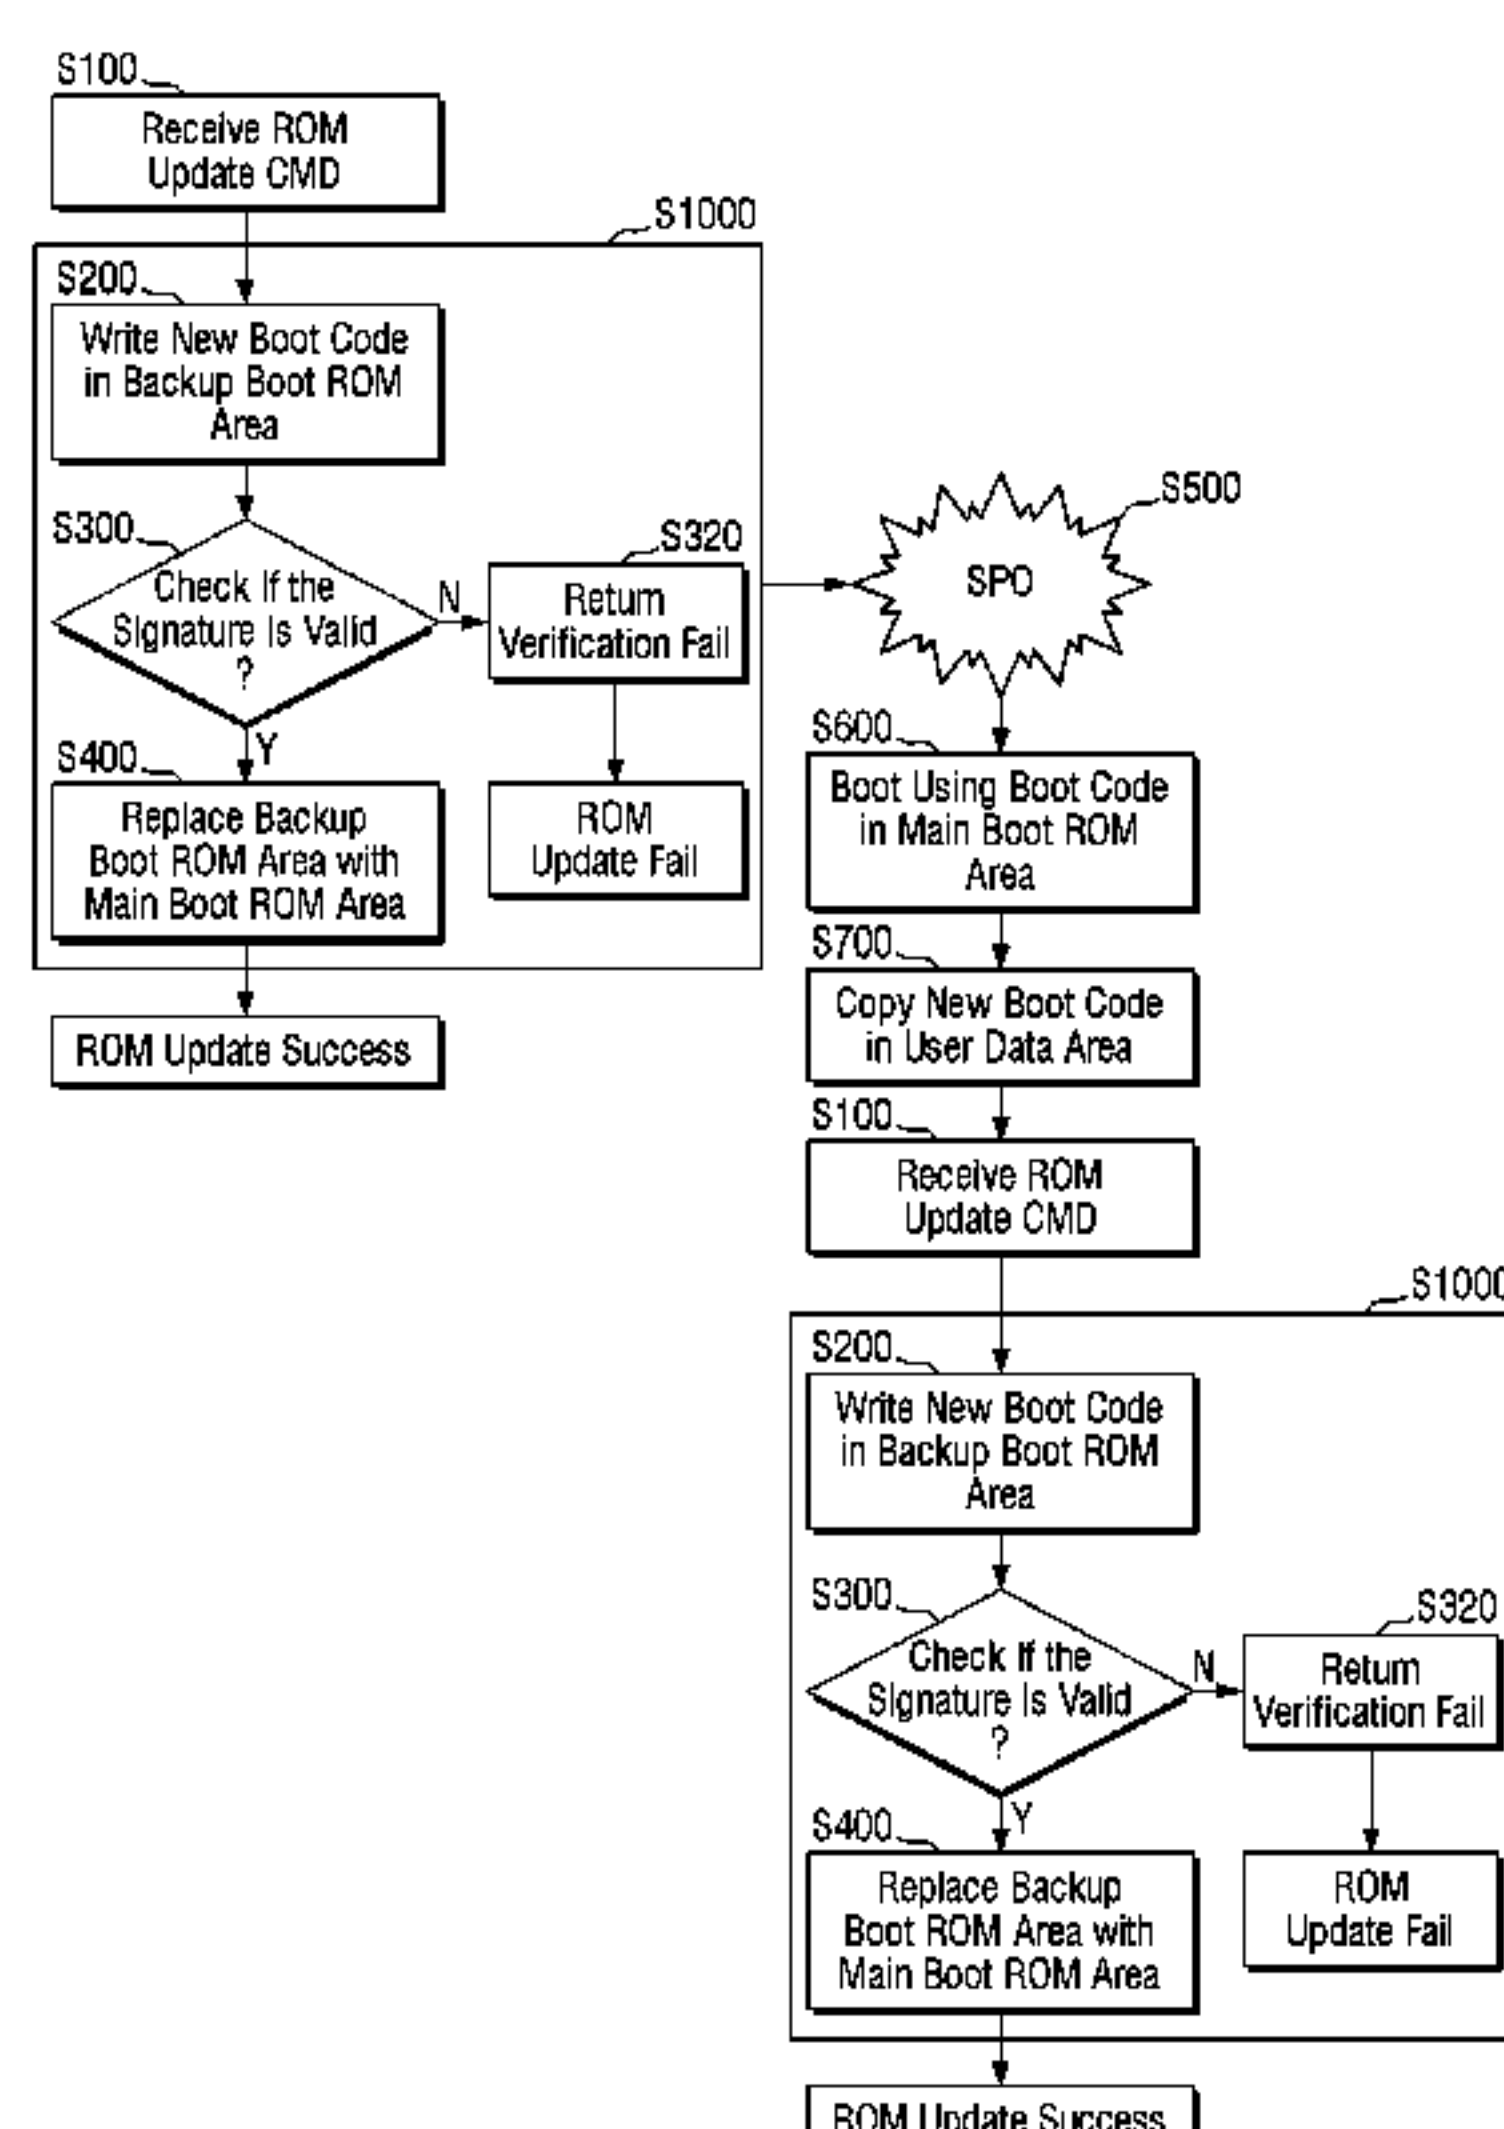 S100
Receive ROM
Update CMD
S1000
S200
Write New Boot Code
in Backup Boot ROM
Area
S300
Check If the
Signature Is Valid
?
N
Y
S320
Return
Verification Fail
ROM
Update Fail
S400
Replace Backup
Boot ROM Area with
Main Boot ROM Area
ROM Update Success
S500
SPO
S600
Boot Using Boot Code
in Main Boot ROM
Area
S700
Copy New Boot Code
in User Data Area
S100
Receive ROM
Update CMD
S1000
S200
Write New Boot Code
in Backup Boot ROM
Area
S300
Check If the
Signature Is Valid
?
N
Y
S320
Return
Verification Fail
ROM
Update Fail
S400
Replace Backup
Boot ROM Area with
Main Boot ROM Area
ROM Update Success